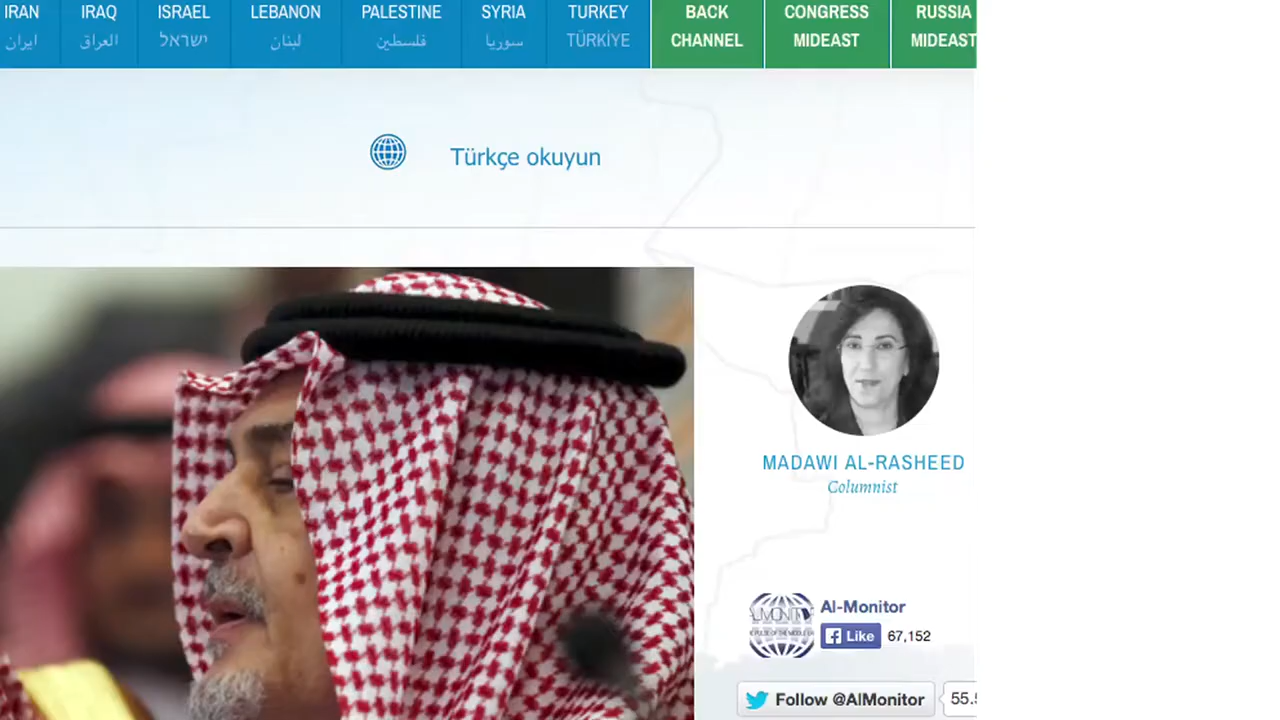 IRAN IRAQ ISRAEL LEBANON PALESTINE SYRIA TURKEY BACK CONGRESS RUSSIA
ایران العراق ישראל لبنان فلسطين سوريا TÜRKİYE CHANNEL MIDEAST MIDEAST
Türkçe okuyun
MADAWI AL-RASHEED
Columnist
Al-Monitor
Like 67,152
Follow @AlMonitor